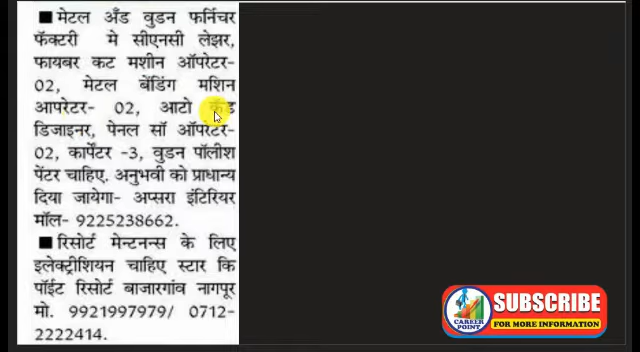 ■ मेटल अँड वुडन फर्निचर
फॅक्टरी मे सीएनसी लेझर,
फायबर कट मशीन ऑपरेटर-
02, मेटल बेंडिंग मशिन
आपरेटर- 02, आटो कॅड
डिजाइनर, पेनल सॉ ऑपरेटर-
02, कार्पेंटर -3, वुडन पॉलीश
पेंटर चाहिए. अनुभवी को प्राधान्य
दिया जायेगा- अप्सरा इंटिरियर
मॉल- 9225238662.
■ रिसोर्ट मेन्टनन्स के लिए
इलेक्ट्रीशियन चाहिए स्टार कि
पॉईट रिसोर्ट बाजारगांव नागपूर
मो. 9921997979/ 0712-
2222414.
CAREER
POINT
SUBSCRIBE
FOR MORE INFORMATION